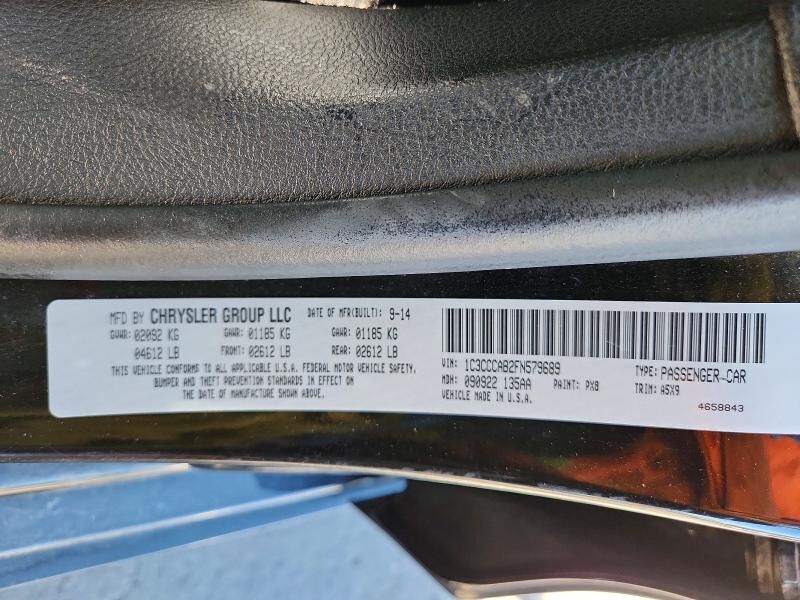 MFD BY CHRYSLER GROUP LLC DATE OF MFR(BUILT): 9-14
GVWR: 02092 KG GAWR: 01185 KG GAWR: 01185 KG
04612 LB FRONT: 02612 LB REAR: 02612 LB
THIS VEHICLE CONFORMS TO ALL APPLICABLE U.S.A. FEDERAL MOTOR VEHICLE SAFETY,
BUMPER AND THEFT PREVENTION STANDARDS IN EFFECT ON
THE DATE OF MANUFACTURE SHOWN ABOVE.
VIN: 1C3CCCAB2FN579689 TYPE: PASSENGER CAR
MDH: 090922 135AA PAINT: PX8 TRIM: A5X9
VEHICLE MADE IN U.S.A.
4658843